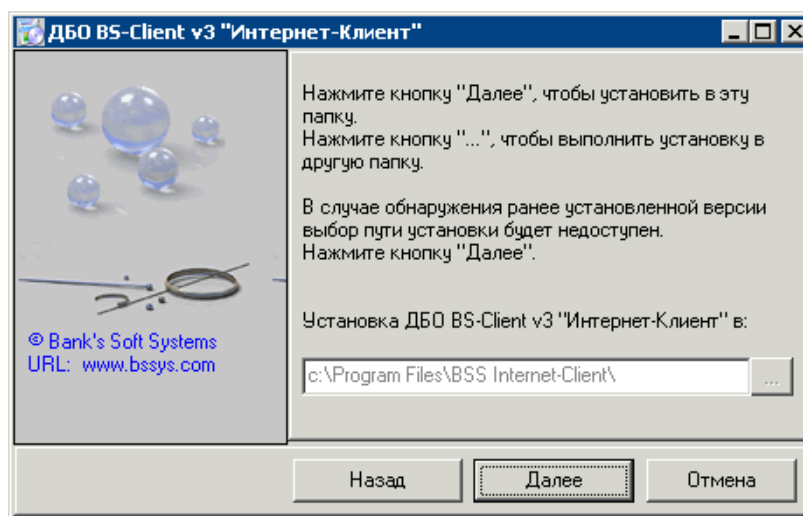 ДБО BS-Client v3 "Интернет-Клиент"
Нажмите кнопку "Далее", чтобы установить в эту
папку.
Нажмите кнопку "...", чтобы выполнить установку в
другую папку.
В случае обнаружения ранее установленной версии
выбор пути установки будет недоступен.
Нажмите кнопку "Далее".
Установка ДБО BS-Client v3 "Интернет-Клиент" в:
c:\Program Files\BSS Internet-Client\
...
© Bank's Soft Systems
URL: www.bssys.com
Назад
Далее
Отмена